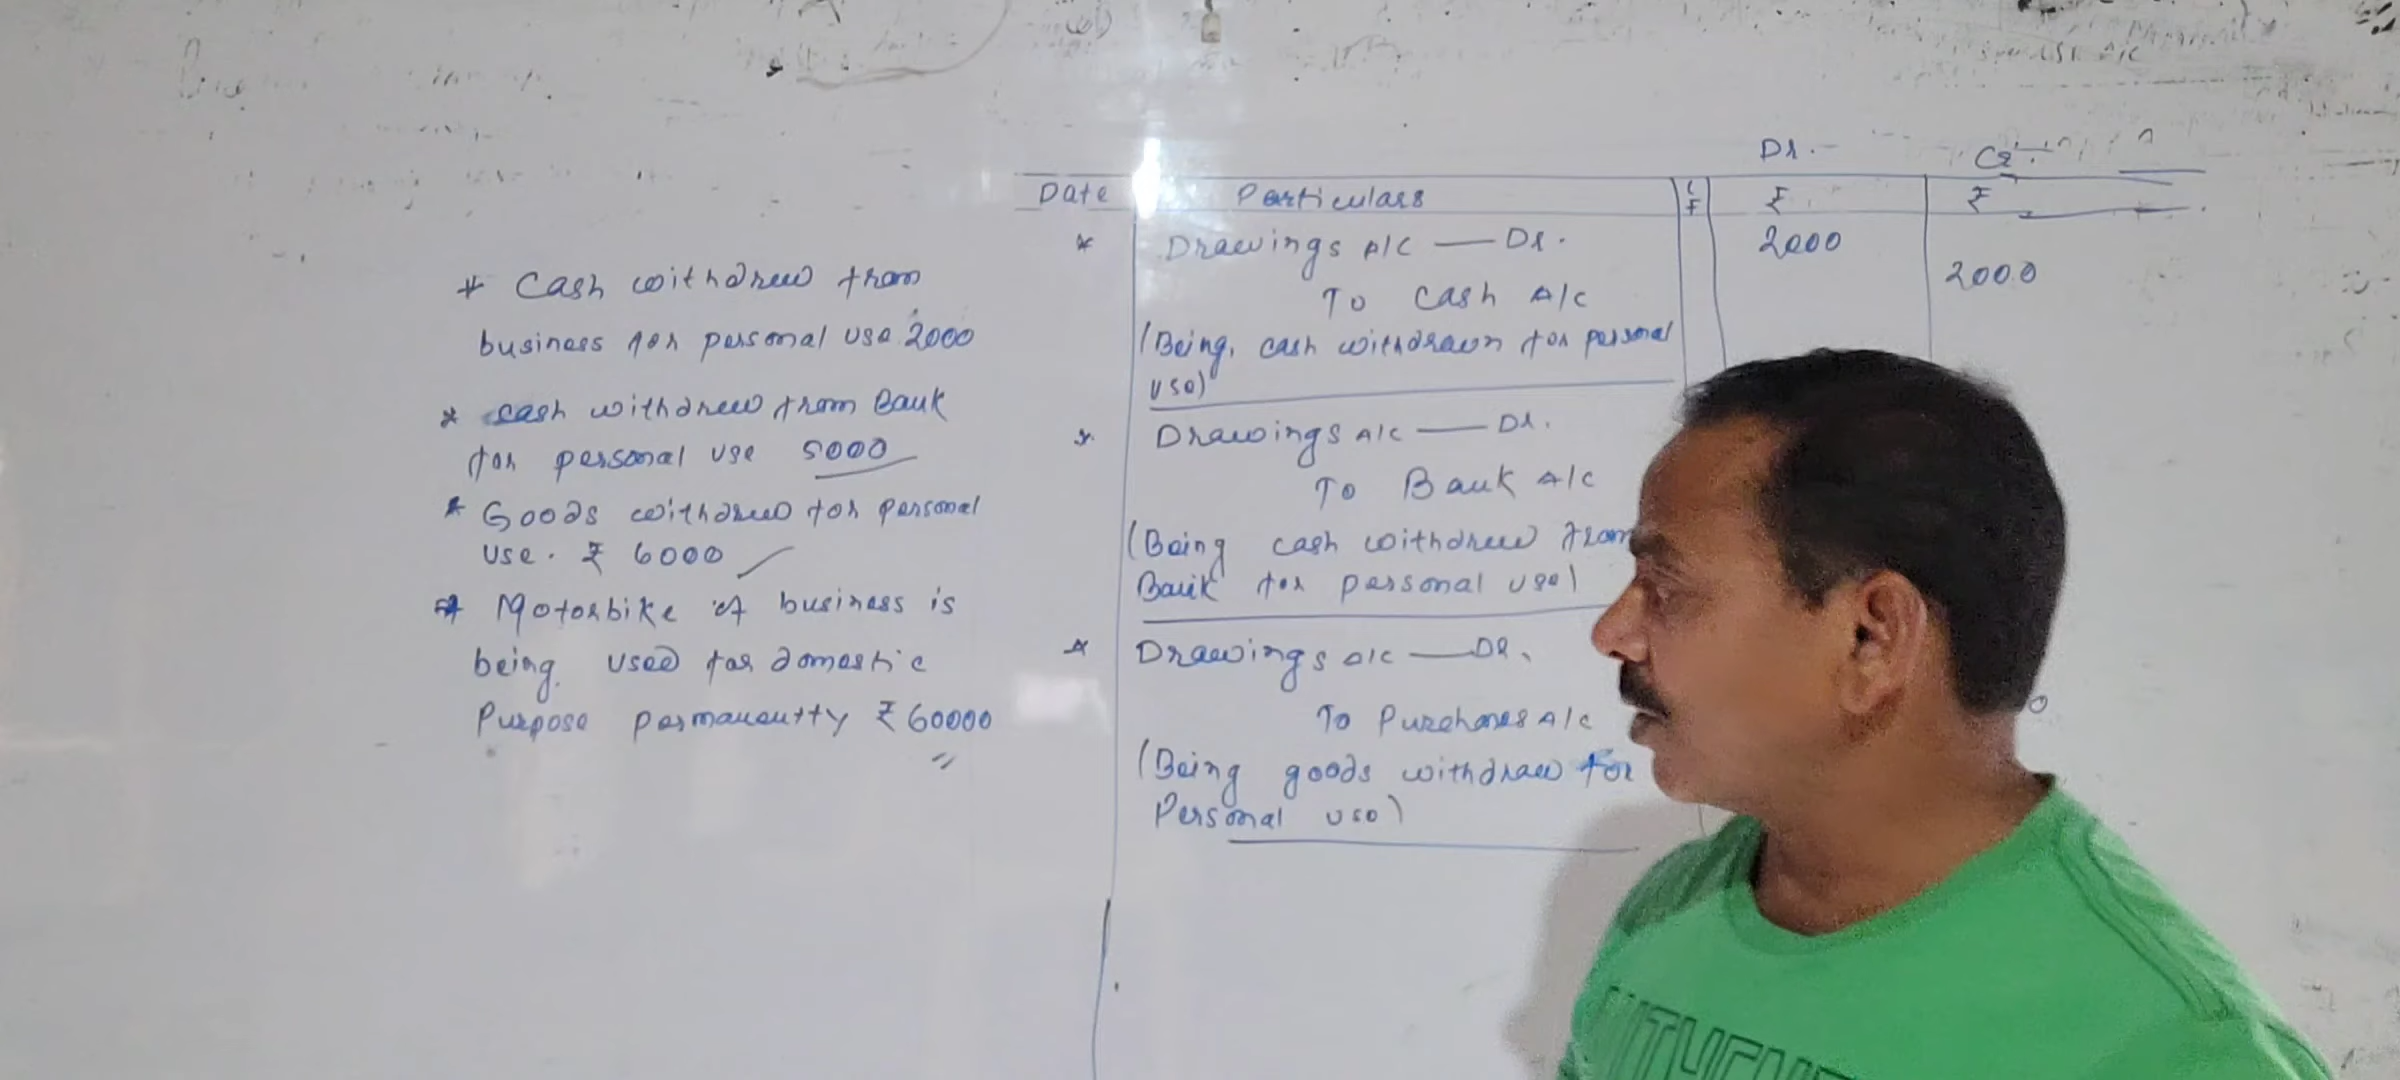 Dr.
Cr.
Date Particulars LF ₹ ₹
* Cash withdrew from
business for personal use 2000
* cash withdrew from Bank
for personal use 5000
* Goods withdrew for personal
use. ₹ 6000
* Motorbike of business is
being used for domestic
Purpose permanently ₹ 60000
* Drawings A/C — Dr. 2000
To Cash A/C 2000
(Being, cash withdrawn for personal
use)
* Drawings A/C — Dr.
To Bank A/C
(Being cash withdrew from
Bank for personal use)
* Drawings A/C — Dr.
To Purchases A/C
(Being goods withdraw for
Personal use)